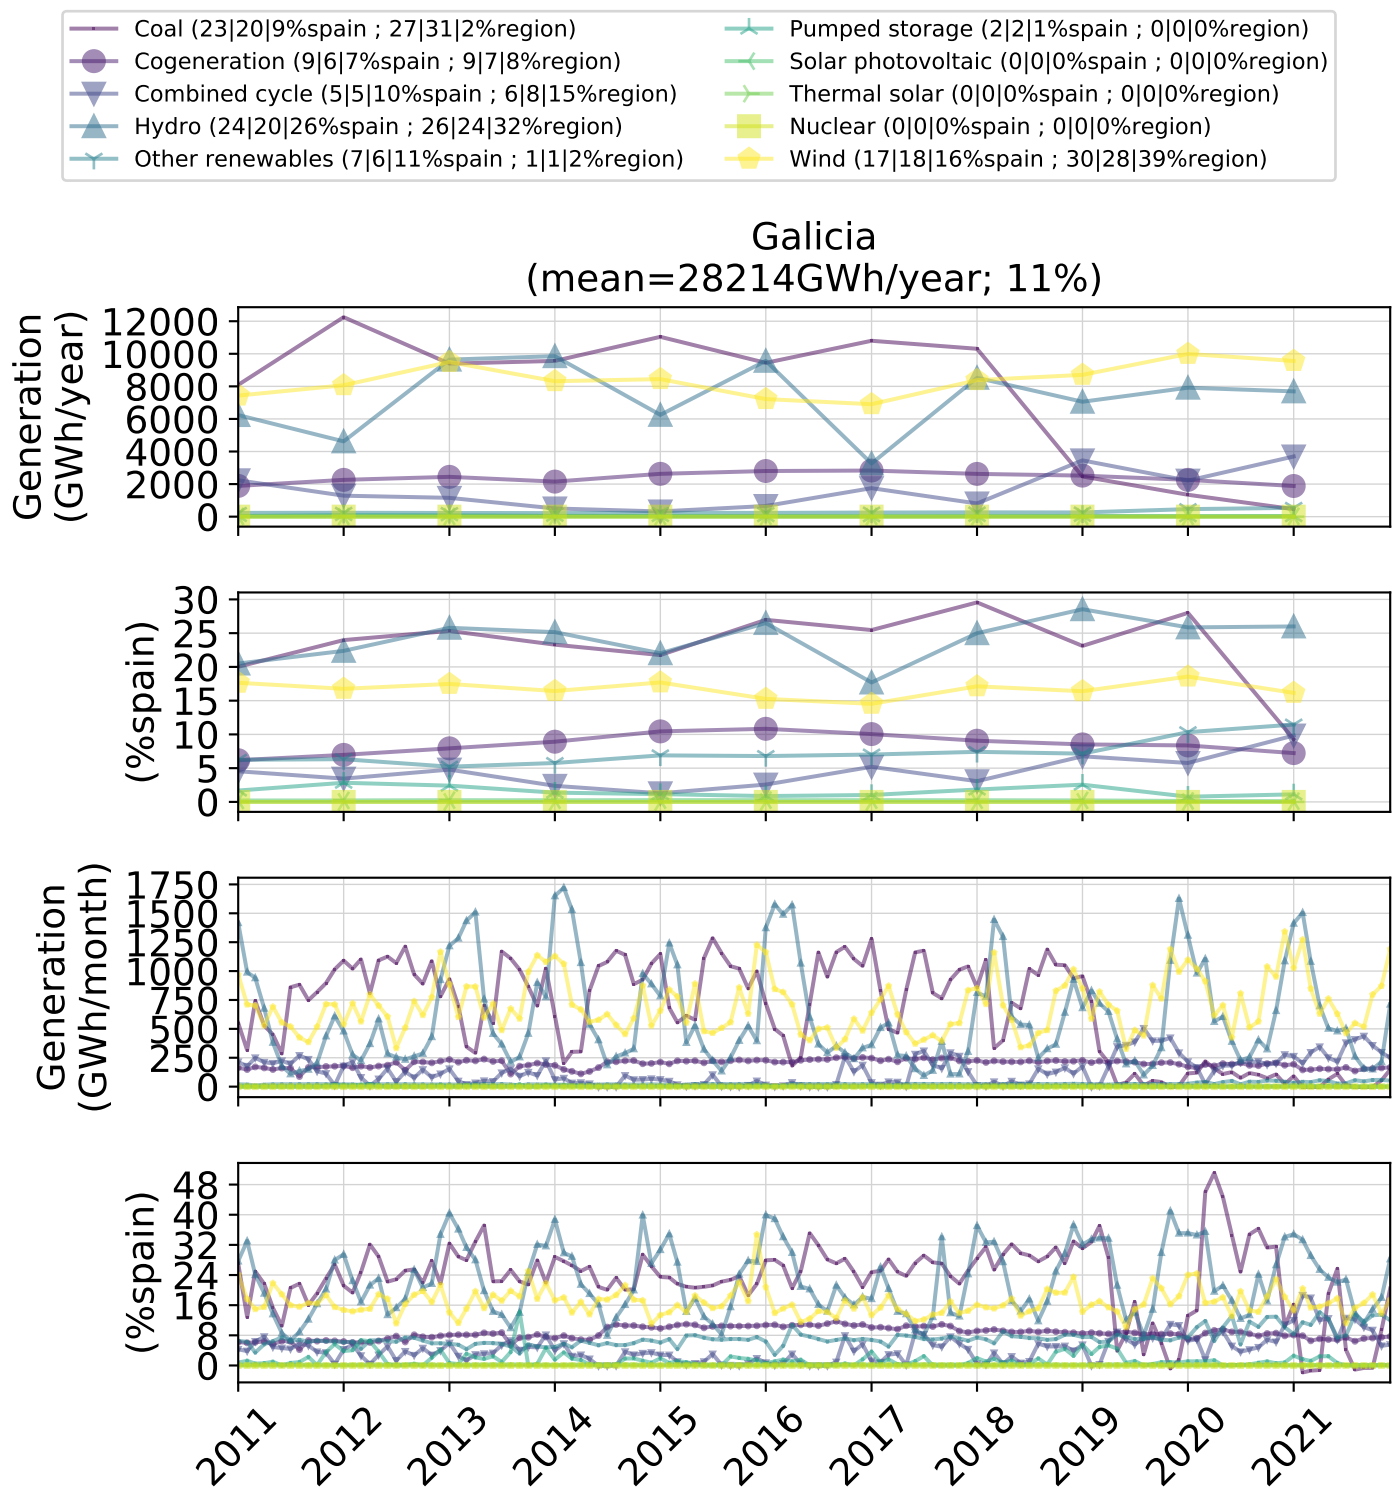 Coal (23|20|9%spain ; 27|31|2%region)
Cogeneration (9|6|7%spain ; 9|7|8%region)
Combined cycle (5|5|10%spain ; 6|8|15%region)
Hydro (24|20|26%spain ; 26|24|32%region)
Other renewables (7|6|11%spain ; 1|1|2%region)
Pumped storage (2|2|1%spain ; 0|0|0%region)
Solar photovoltaic (0|0|0%spain ; 0|0|0%region)
Thermal solar (0|0|0%spain ; 0|0|0%region)
Nuclear (0|0|0%spain ; 0|0|0%region)
Wind (17|18|16%spain ; 30|28|39%region)
Galicia
(mean=28214GWh/year; 11%)
Generation
(GWh/year)
12000
10000
8000
6000
4000
2000
0
(%spain)
30
25
20
15
10
5
0
Generation
(GWh/month)
1750
1500
1250
1000
750
500
250
0
(%spain)
48
40
32
24
16
8
0
2011
2012
2013
2014
2015
2016
2017
2018
2019
2020
2021